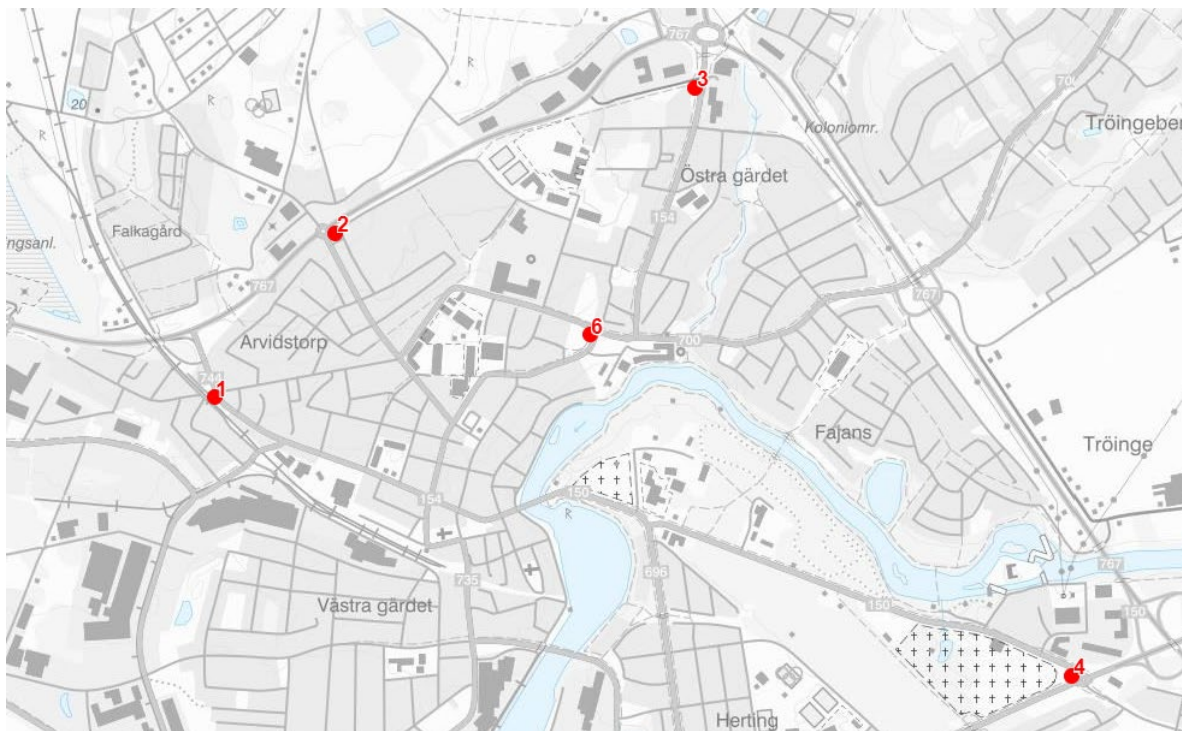 767
3
20
R
R
Koloniomr.
Tröingeber
Östra gärdet
154
2
Falkagård
ngsanl.
767
767
6
700
Arvidstorp
744
1
Fajans
Tröinge
154
150
R
735
696
767
150
150
Västra gärdet
4
Herting